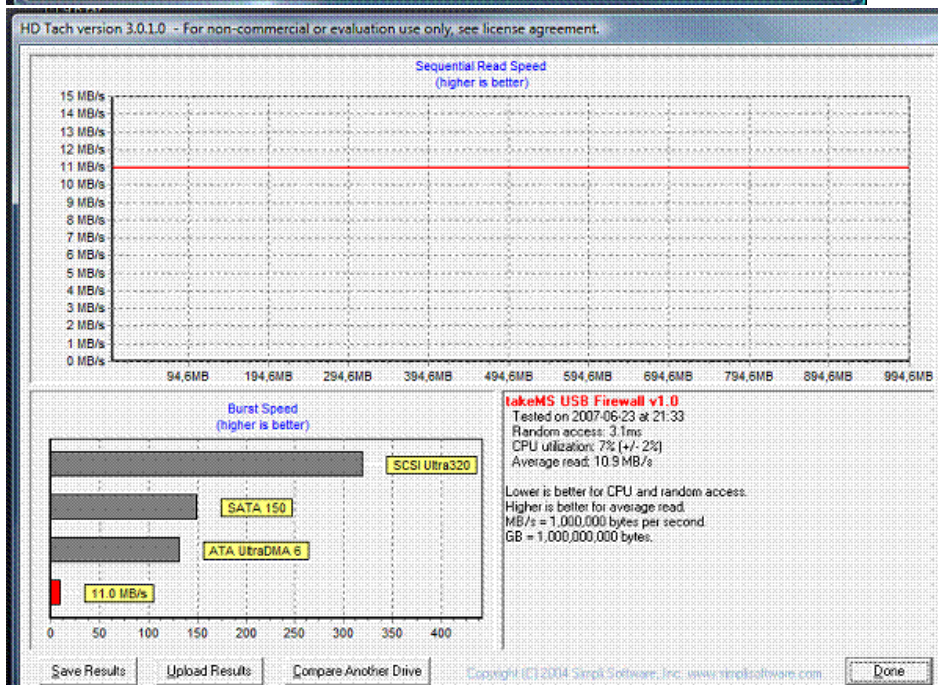 HD Tach version 3.0.1.0 - For non-commercial or evaluation use only, see license agreement.
Sequential Read Speed
(higher is better)
15 MB/s
14 MB/s
13 MB/s
12 MB/s
11 MB/s
10 MB/s
9 MB/s
8 MB/s
7 MB/s
6 MB/s
5 MB/s
4 MB/s
3 MB/s
2 MB/s
1 MB/s
0 MB/s
94,6MB 194,6MB 294,6MB 394,6MB 494,6MB 594,6MB 694,6MB 794,6MB 894,6MB 994,6MB
Burst Speed
(higher is better)
SCSI Ultra320
SATA 150
ATA UltraDMA 6
11.0 MB/s
0 50 100 150 200 250 300 350 400
takeMS USB Firewall v1.0
Tested on 2007-06-23 at 21:33
Random access: 3.1ms
CPU utilization: 7% (+/- 2%)
Average read: 10.9 MB/s
Lower is better for CPU and random access.
Higher is better for average read.
MB/s = 1,000,000 bytes per second.
GB = 1,000,000,000 bytes.
Save Results Upload Results Compare Another Drive Copyright (C) 2004 Simpli Software, Inc. www.simplisoftware.com Done